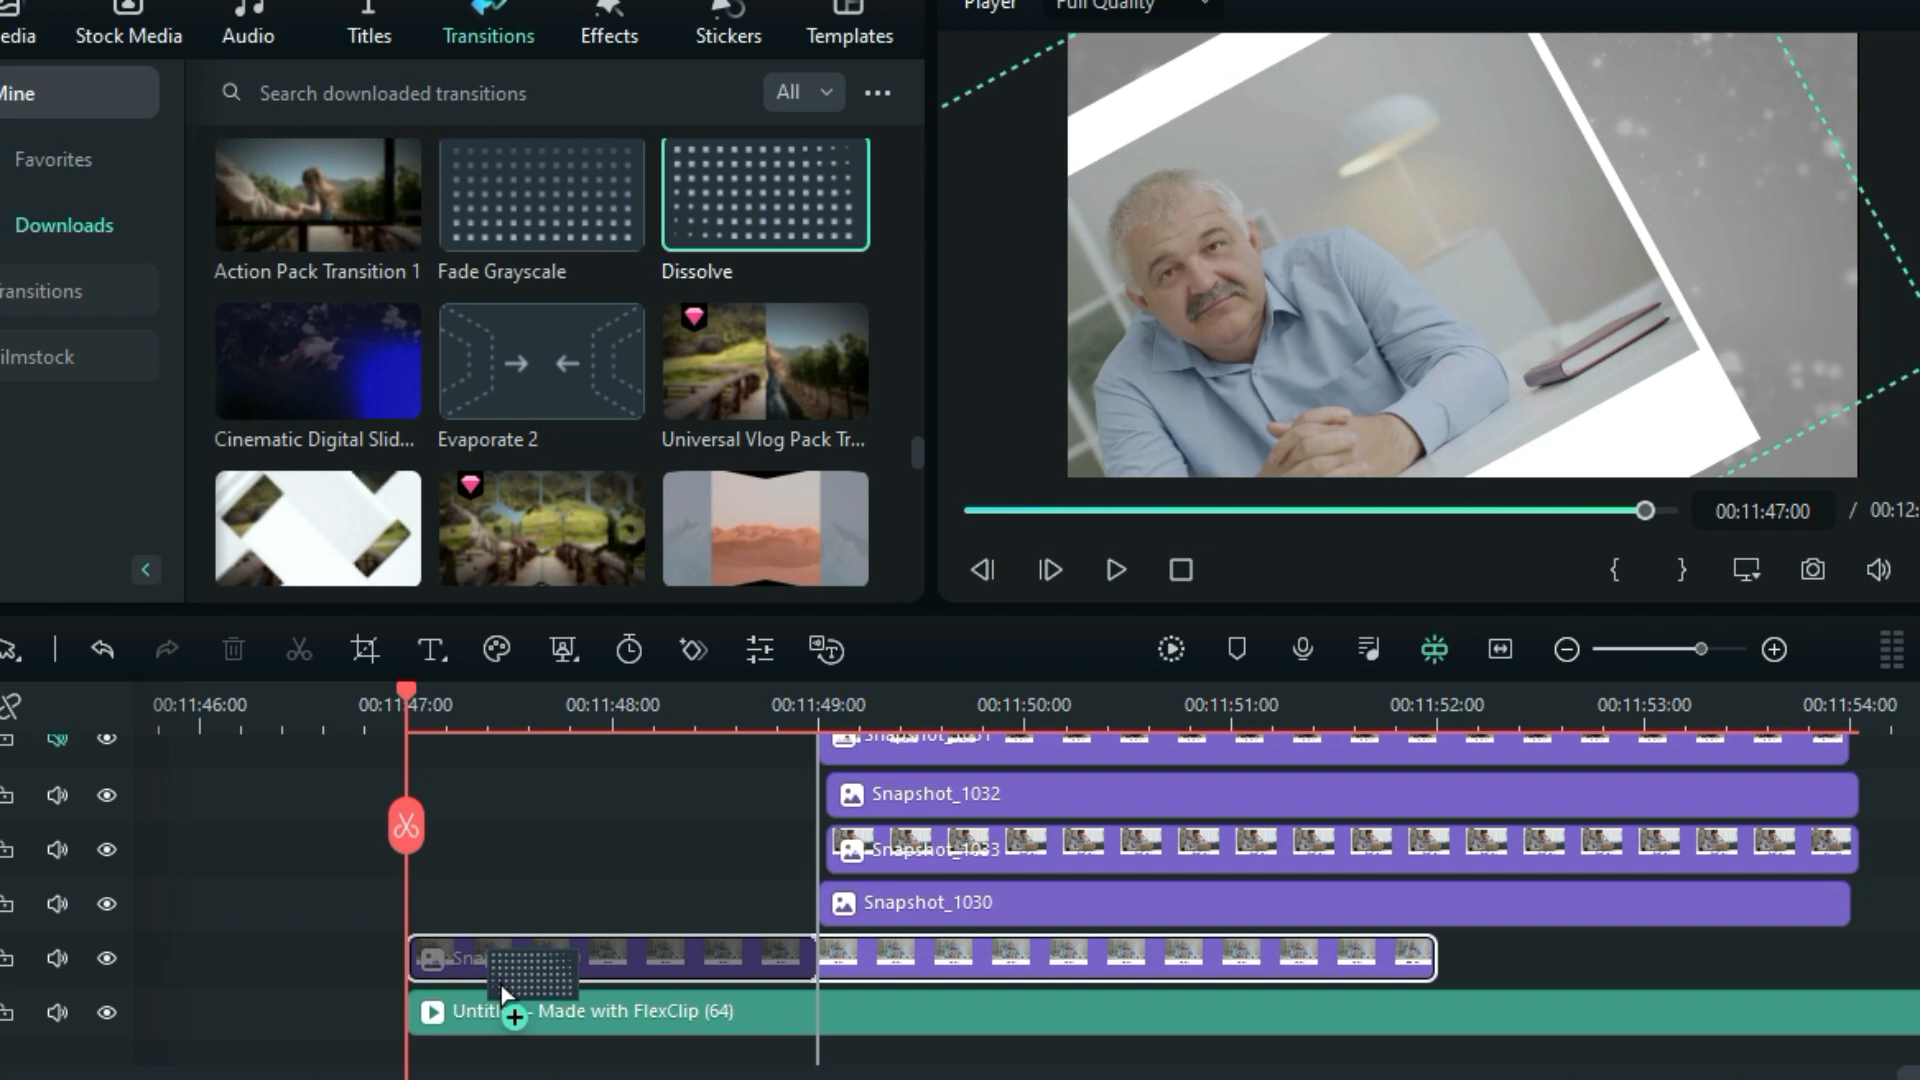 Player
Full Quality
edia
Stock Media
Audio
Titles
Transitions
Effects
Stickers
Templates
Mine
Search downloaded transitions
All
Favorites
Downloads
ransitions
ilmstock
Action Pack Transition 1
Fade Grayscale
Dissolve
Cinematic Digital Slid...
Evaporate 2
Universal Vlog Pack Tr...
00:11:47:00 / 00:12:
00:11:46:00
00:11:47:00
00:11:48:00
00:11:49:00
00:11:50:00
00:11:51:00
00:11:52:00
00:11:53:00
00:11:54:00
Snapshot_1032
Snapshot_1033
Snapshot_1030
Sna
Untitl - Made with FlexClip (64)